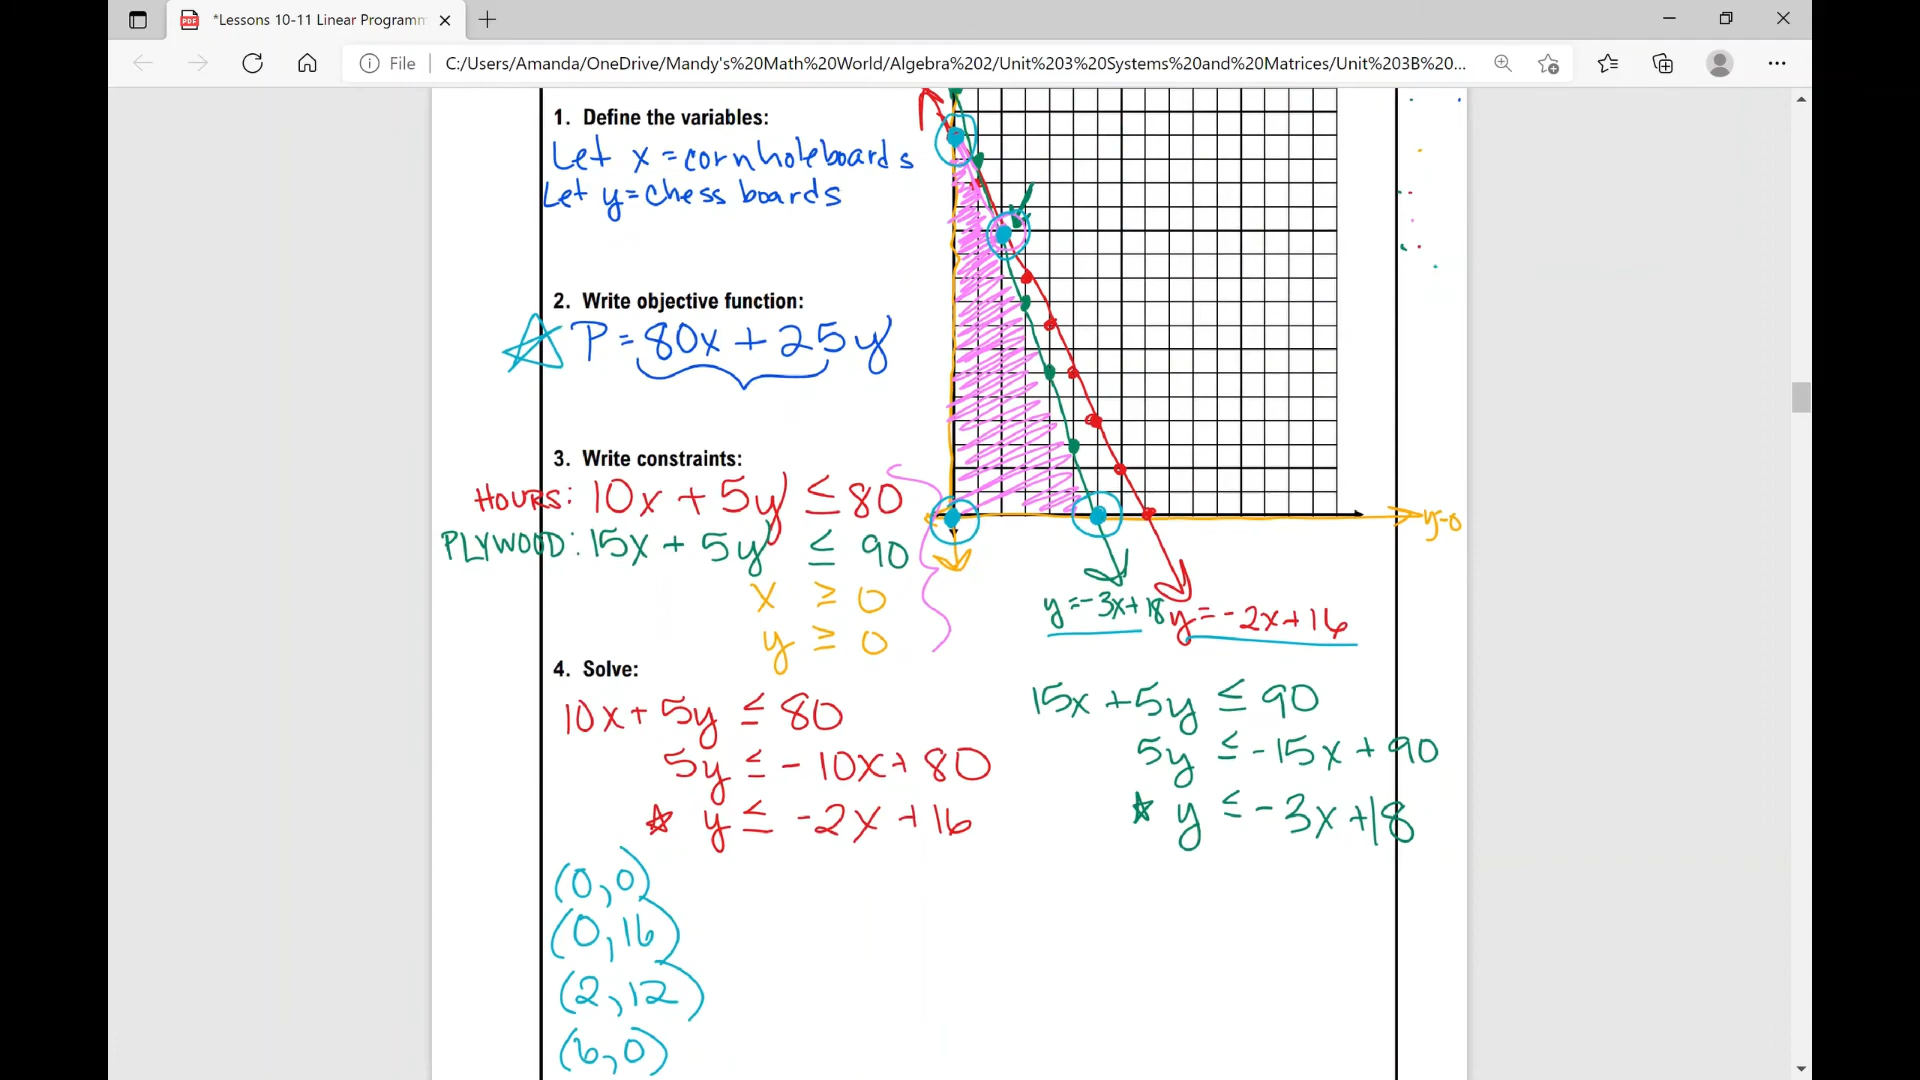 *Lessons 10-11 Linear Programm
File
C:/Users/Amanda/OneDrive/Mandy's%20Math%20World/Algebra%202/Unit%203%20Systems%20and%20Matrices/Unit%203B%20...
1. Define the variables:
Let x = cornholeboards
Let y = chess boards
2. Write objective function:
P = 80x + 25y
3. Write constraints:
HOURS: 10x + 5y ≤ 80
PLYWOOD: 15x + 5y ≤ 90
x ≥ 0
y ≥ 0
y=0
y=-3x+18
y=-2x+16
4. Solve:
10x + 5y ≤ 80
5y ≤ -10x + 80
y ≤ -2x + 16
15x + 5y ≤ 90
5y ≤ -15x + 90
y ≤ -3x + 18
(0,0)
(0,16)
(2,12)
(6,0)